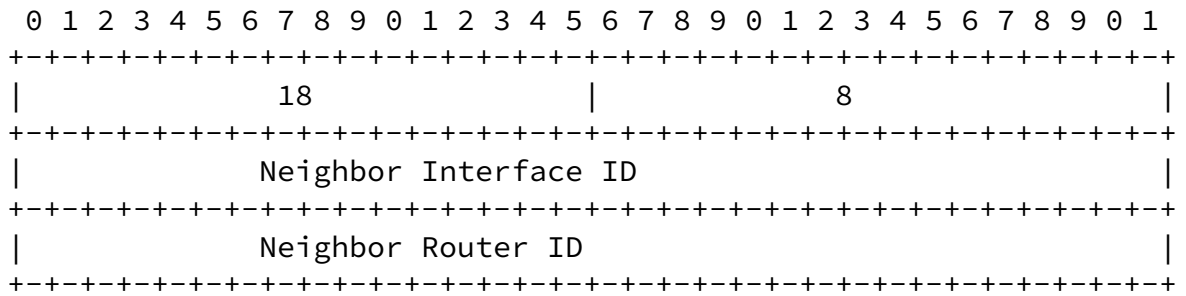 0 1 2 3 4 5 6 7 8 9 0 1 2 3 4 5 6 7 8 9 0 1 2 3 4 5 6 7 8 9 0 1
+-+-+-+-+-+-+-+-+-+-+-+-+-+-+-+-+-+-+-+-+-+-+-+-+-+-+-+-+-+-+-+-+
|              18               |             8                 |
+-+-+-+-+-+-+-+-+-+-+-+-+-+-+-+-+-+-+-+-+-+-+-+-+-+-+-+-+-+-+-+-+
|             Neighbor Interface ID                             |
+-+-+-+-+-+-+-+-+-+-+-+-+-+-+-+-+-+-+-+-+-+-+-+-+-+-+-+-+-+-+-+-+
|             Neighbor Router ID                                |
+-+-+-+-+-+-+-+-+-+-+-+-+-+-+-+-+-+-+-+-+-+-+-+-+-+-+-+-+-+-+-+-+